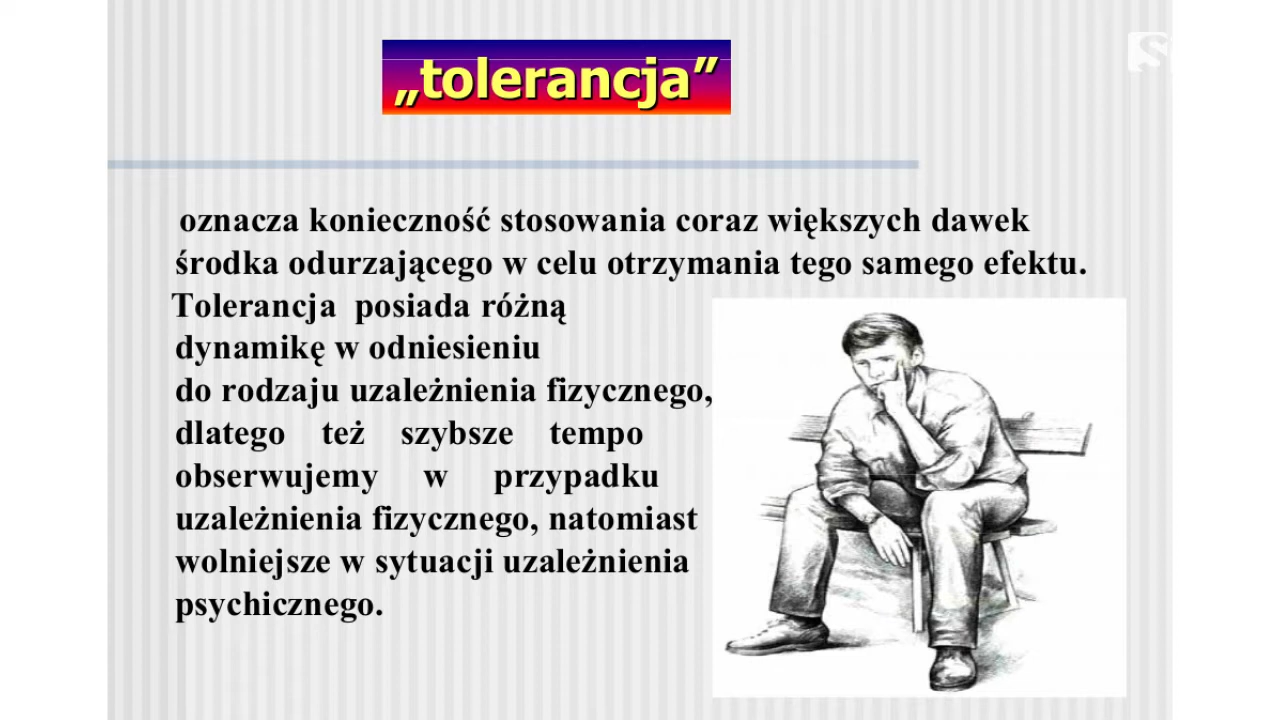 „tolerancja”
oznacza konieczność stosowania coraz większych dawek
środka odurzającego w celu otrzymania tego samego efektu.
Tolerancja posiada różną
dynamikę w odniesieniu
do rodzaju uzależnienia fizycznego,
dlatego też szybsze tempo
obserwujemy w przypadku
uzależnienia fizycznego, natomiast
wolniejsze w sytuacji uzależnienia
psychicznego.